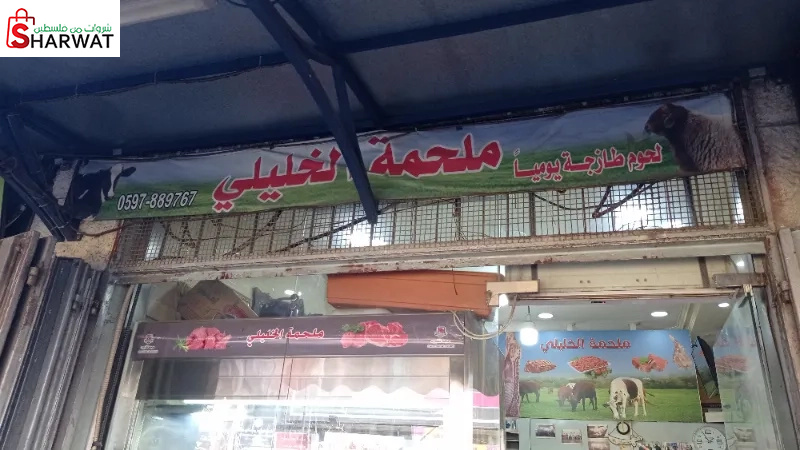 شروات من فلسطين
SHARWAT
ملحمة الخليلي
لحوم طازجة يومياً
0597-889767
ملحمة الخليلي
ملحمة الخليلي